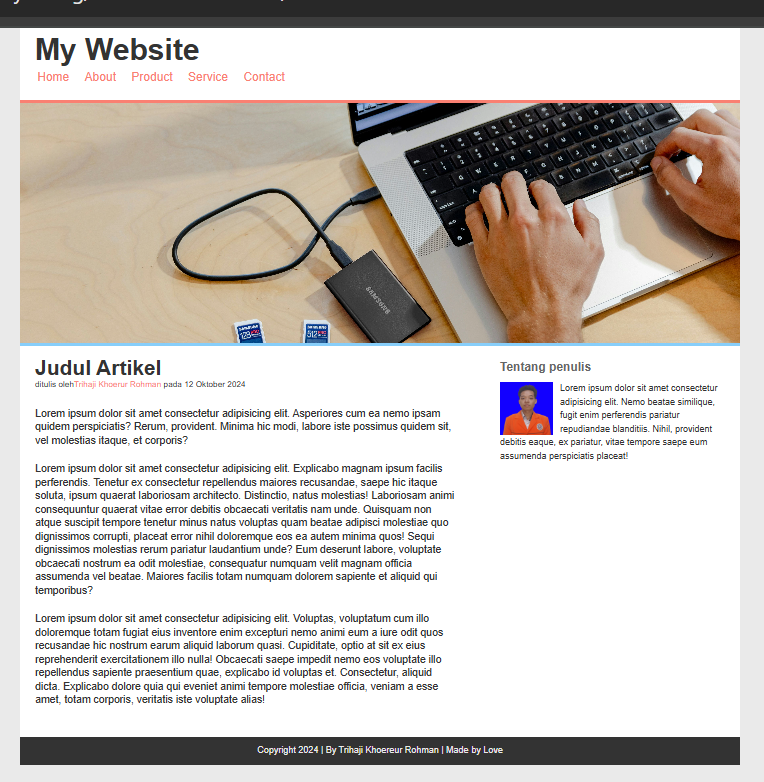 My Website
Home About Product Service Contact
SAMSUNG
128
512
Judul Artikel
ditulis olehTrihaji Khoerur Rohman pada 12 Oktober 2024
Lorem ipsum dolor sit amet consectetur adipisicing elit. Asperiores cum ea nemo ipsam
quidem perspiciatis? Rerum, provident. Minima hic modi, labore iste possimus quidem sit,
vel molestias itaque, et corporis?
Lorem ipsum dolor sit amet consectetur adipisicing elit. Explicabo magnam ipsum facilis
perferendis. Tenetur ex consectetur repellendus maiores recusandae, saepe hic itaque
soluta, ipsum quaerat laboriosam architecto. Distinctio, natus molestias! Laboriosam animi
consequuntur quaerat vitae error debitis obcaecati veritatis nam unde. Quisquam non
atque suscipit tempore tenetur minus natus voluptas quam beatae adipisci molestiae quo
dignissimos corrupti, placeat error nihil doloremque eos ea autem minima quos! Sequi
dignissimos molestias rerum pariatur laudantium unde? Eum deserunt labore, voluptate
obcaecati nostrum ea odit molestiae, consequatur numquam velit magnam officia
assumenda vel beatae. Maiores facilis totam numquam dolorem sapiente et aliquid qui
temporibus?
Lorem ipsum dolor sit amet consectetur adipisicing elit. Voluptas, voluptatum cum illo
doloremque totam fugiat eius inventore enim excepturi nemo animi eum a iure odit quos
recusandae hic nostrum earum aliquid laborum quasi. Cupiditate, optio at sit ex eius
reprehenderit exercitationem illo nulla! Obcaecati saepe impedit nemo eos voluptate illo
repellendus sapiente praesentium quae, explicabo id voluptas et. Consectetur, aliquid
dicta. Explicabo dolore quia qui eveniet animi tempore molestiae officia, veniam a esse
amet, totam corporis, veritatis iste voluptate alias!
Tentang penulis
Lorem ipsum dolor sit amet consectetur
adipisicing elit. Nemo beatae similique,
fugit enim perferendis pariatur
repudiandae blanditiis. Nihil, provident
debitis eaque, ex pariatur, vitae tempore saepe eum
assumenda perspiciatis placeat!
Copyright 2024 | By Trihaji Khoereur Rohman | Made by Love